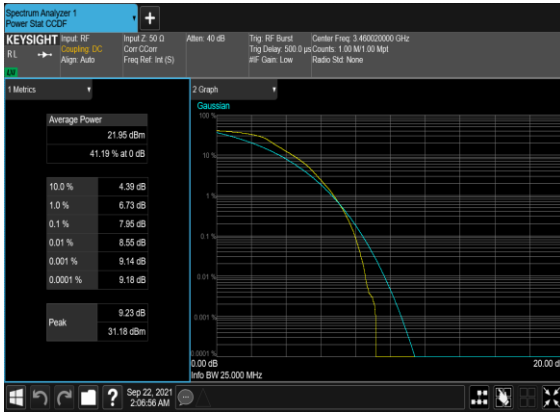 Spectrum Analyzer 1
Power Stat CCDF
KEYSIGHT
RL
Input: RF
Coupling: DC
Align: Auto
Input Z: 50 Ω
Corr CCorr
Freq Ref: Int (S)
Atten: 40 dB
Trig: RF Burst
Trig Delay: 500.0 µs
#IF Gain: Low
Center Freq: 3.460020000 GHz
Counts: 1.00 M/1.00 Mpt
Radio Std: None
1 Metrics
Average Power
21.95 dBm
41.19 % at 0 dB
10.0 % 4.39 dB
1.0 % 6.73 dB
0.1 % 7.95 dB
0.01 % 8.55 dB
0.001 % 9.14 dB
0.0001 % 9.18 dB
Peak
9.23 dB
31.18 dBm
2 Graph
Gaussian
100 %
10 %
1 %
0.1 %
0.01 %
0.001 %
0.0001 %
0.00 dB
20.00 d
Info BW 25.000 MHz
?
Sep 22, 2021
2:06:56 AM